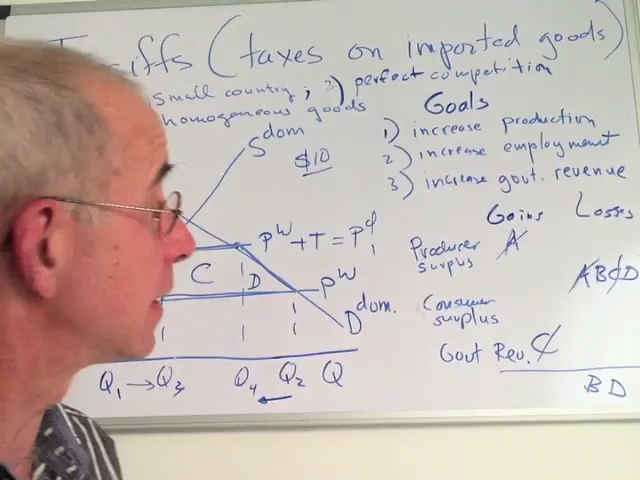 iffs (taxes on imported goods)
small country; 2) perfect competition
homogeneous goods
Goals
1) increase production
2) increase employment
3) increase govt. revenue
S dom
$10
Gains Losses
P^W + T = P^d_1
Producer surplus A
C D
P^W
A B C D
D dom.
Consumer surplus
Govt Rev. C
Q1 → Q3 Q4 Q2 Q
B D